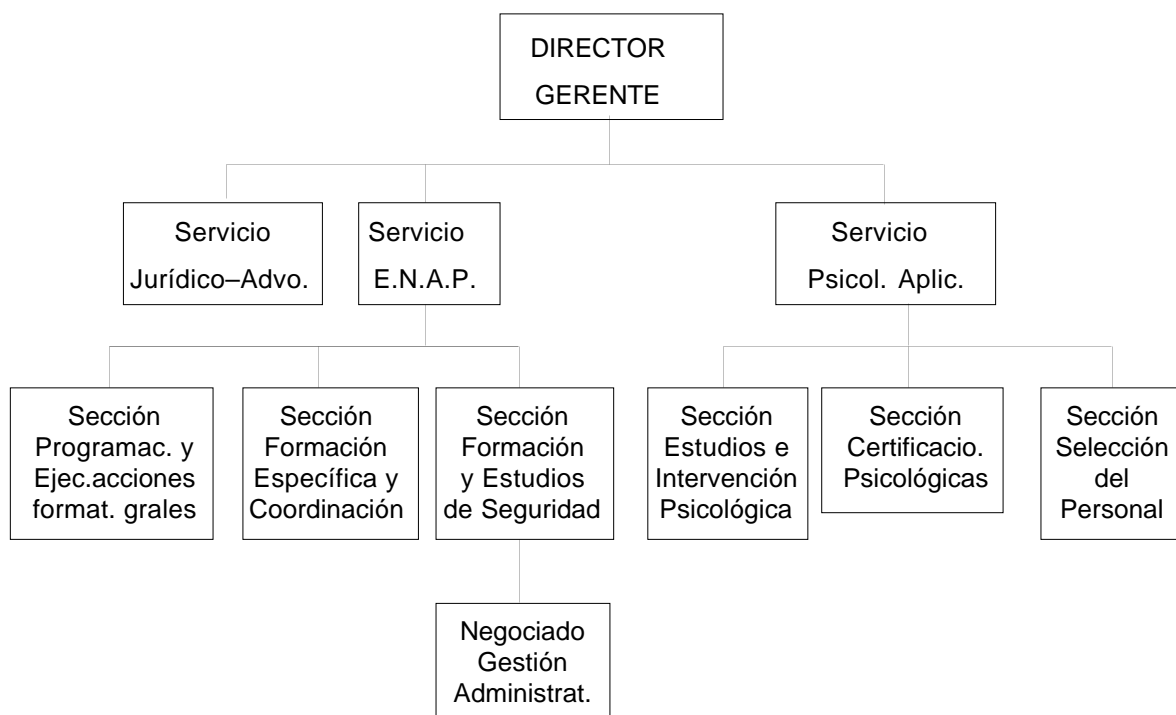 DIRECTOR
GERENTE
Servicio
Jurídico–Advo.
Servicio
E.N.A.P.
Servicio
Psicol. Aplic.
Sección
Programac. y
Ejec.acciones
format. grales
Sección
Formación
Específica y
Coordinación
Sección
Formación
y Estudios
de Seguridad
Sección
Estudios e
Intervención
Psicológica
Sección
Certificacio.
Psicológicas
Sección
Selección
del
Personal
Negociado
Gestión
Administrat.